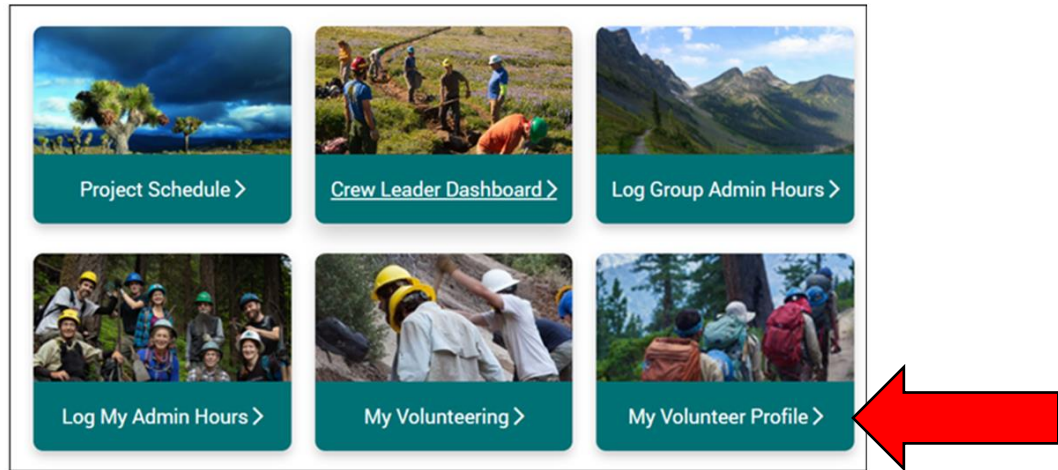 Project Schedule >
Crew Leader Dashboard >
Log Group Admin Hours >
Log My Admin Hours >
My Volunteering >
My Volunteer Profile >